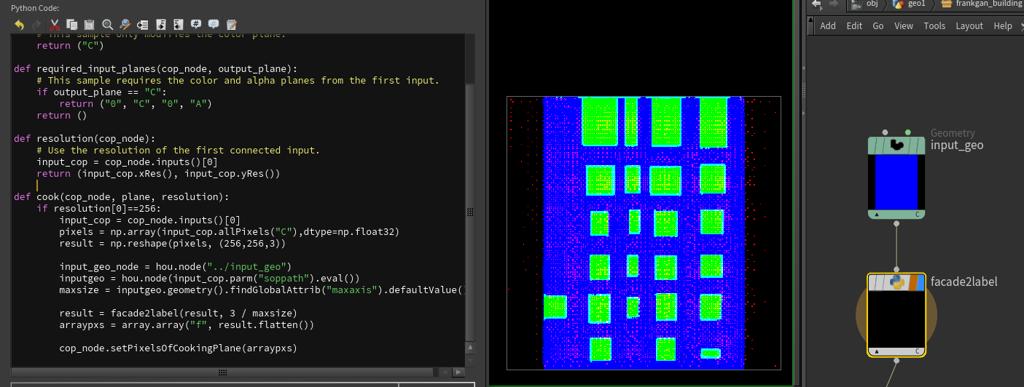 Python Code:
# This sample only modifies the color plane.
return ("C")
def required_input_planes(cop_node, output_plane):
# This sample requires the color and alpha planes from the first input.
if output_plane == "C":
return ("0", "C", "0", "A")
return ()
def resolution(cop_node):
# Use the resolution of the first connected input.
input_cop = cop_node.inputs()[0]
return (input_cop.xRes(), input_cop.yRes())
def cook(cop_node, plane, resolution):
if resolution[0]==256:
input_cop = cop_node.inputs()[0]
pixels = np.array(input_cop.allPixels("C"),dtype=np.float32)
result = np.reshape(pixels, (256,256,3))
input_geo_node = hou.node("../input_geo")
inputgeo = hou.node(input_cop.parm("soppath").eval())
maxsize = inputgeo.geometry().findGlobalAttrib("maxaxis").defaultValue(
result = facade2label(result, 3 / maxsize)
arraypxs = array.array("f", result.flatten())
cop_node.setPixelsOfCookingPlane(arraypxs)
obj geo1 frankgan_building
Add Edit Go View Tools Layout Help
Geometry
input_geo
facade2label